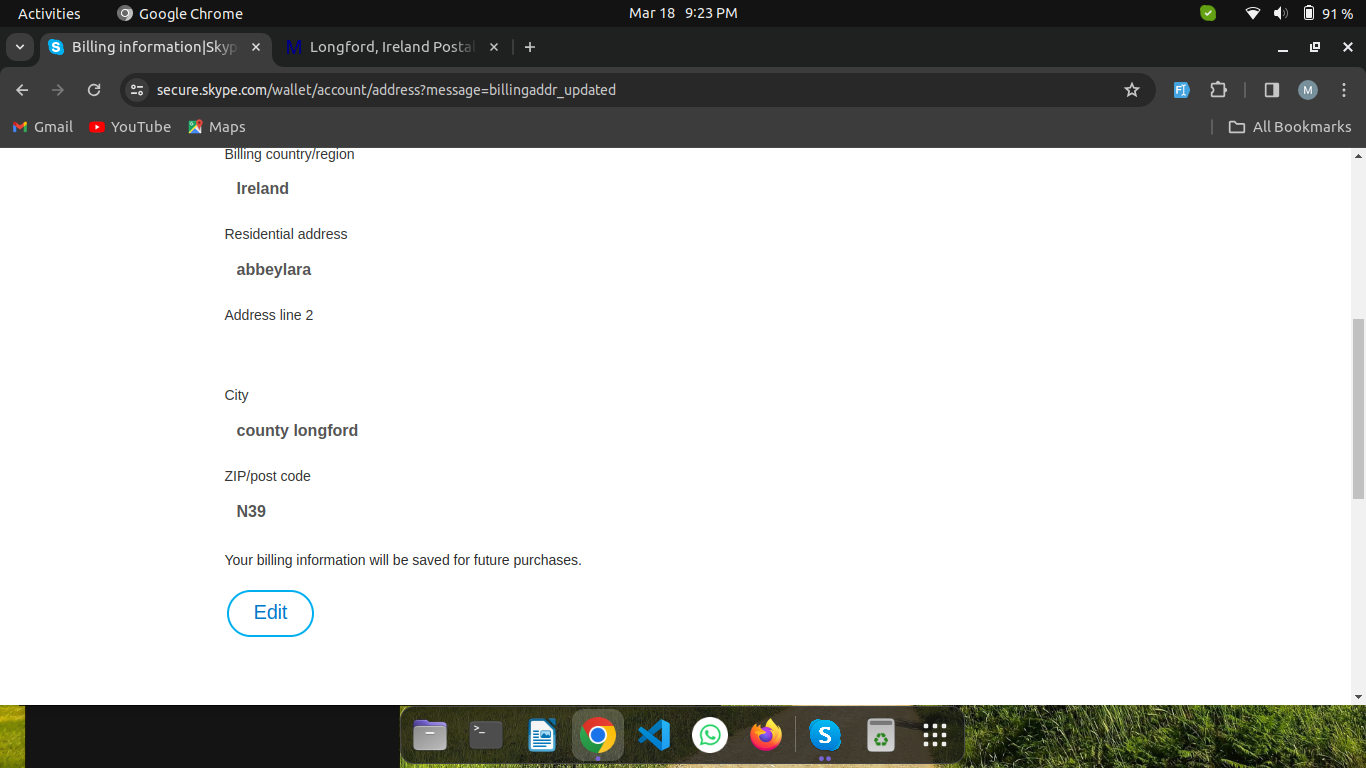 Activities Google Chrome Mar 18 9:23 PM 91 %
Billing information|Skyp Longford, Ireland Postal
secure.skype.com/wallet/account/address?message=billingaddr_updated M
Gmail YouTube Maps All Bookmarks
Billing country/region
Ireland
Residential address
abbeylara
Address line 2
City
county longford
ZIP/post code
N39
Your billing information will be saved for future purchases.
Edit